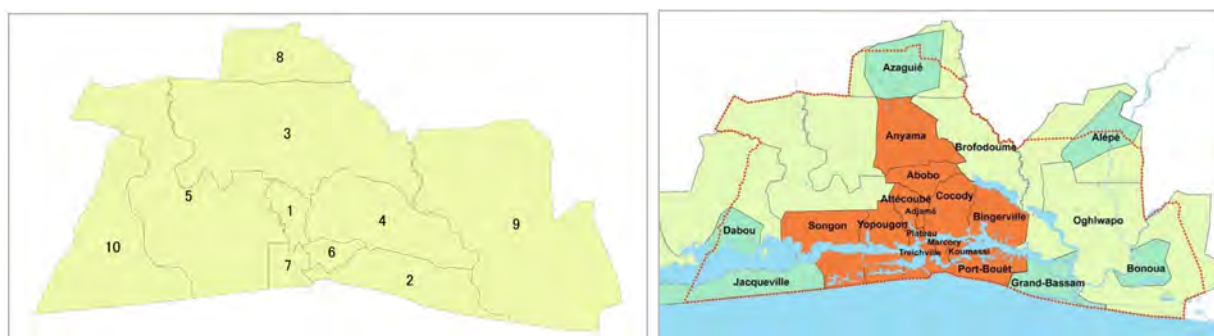 8
3
5
1
4
9
10
6
7
2
Azaguié
Anyama
Alépé
Brofodoumé
Abobo
Attécoubé
Cocody
Adjamé
Bingerville
Dabou
Songon
Yopougon
Oghlwapo
Plateau
Marcory
Treichville
Koumassi
Bonoua
Port-Bouët
Jacqueville
Grand-Bassam